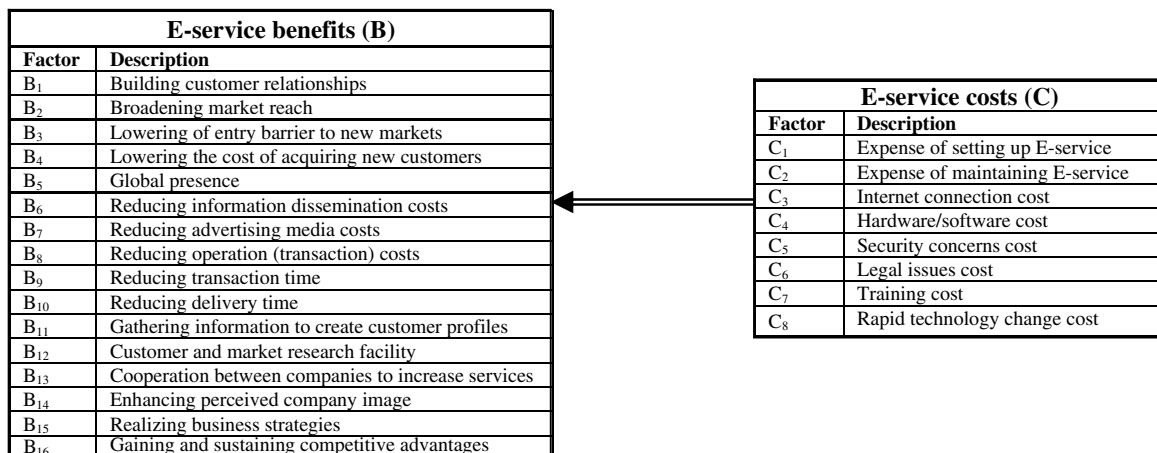 E-service benefits (B)
Factor Description
B1 Building customer relationships
B2 Broadening market reach
B3 Lowering of entry barrier to new markets
B4 Lowering the cost of acquiring new customers
B5 Global presence
B6 Reducing information dissemination costs
B7 Reducing advertising media costs
B8 Reducing operation (transaction) costs
B9 Reducing transaction time
B10 Reducing delivery time
B11 Gathering information to create customer profiles
B12 Customer and market research facility
B13 Cooperation between companies to increase services
B14 Enhancing perceived company image
B15 Realizing business strategies
B16 Gaining and sustaining competitive advantages
E-service costs (C)
Factor Description
C1 Expense of setting up E-service
C2 Expense of maintaining E-service
C3 Internet connection cost
C4 Hardware/software cost
C5 Security concerns cost
C6 Legal issues cost
C7 Training cost
C8 Rapid technology change cost